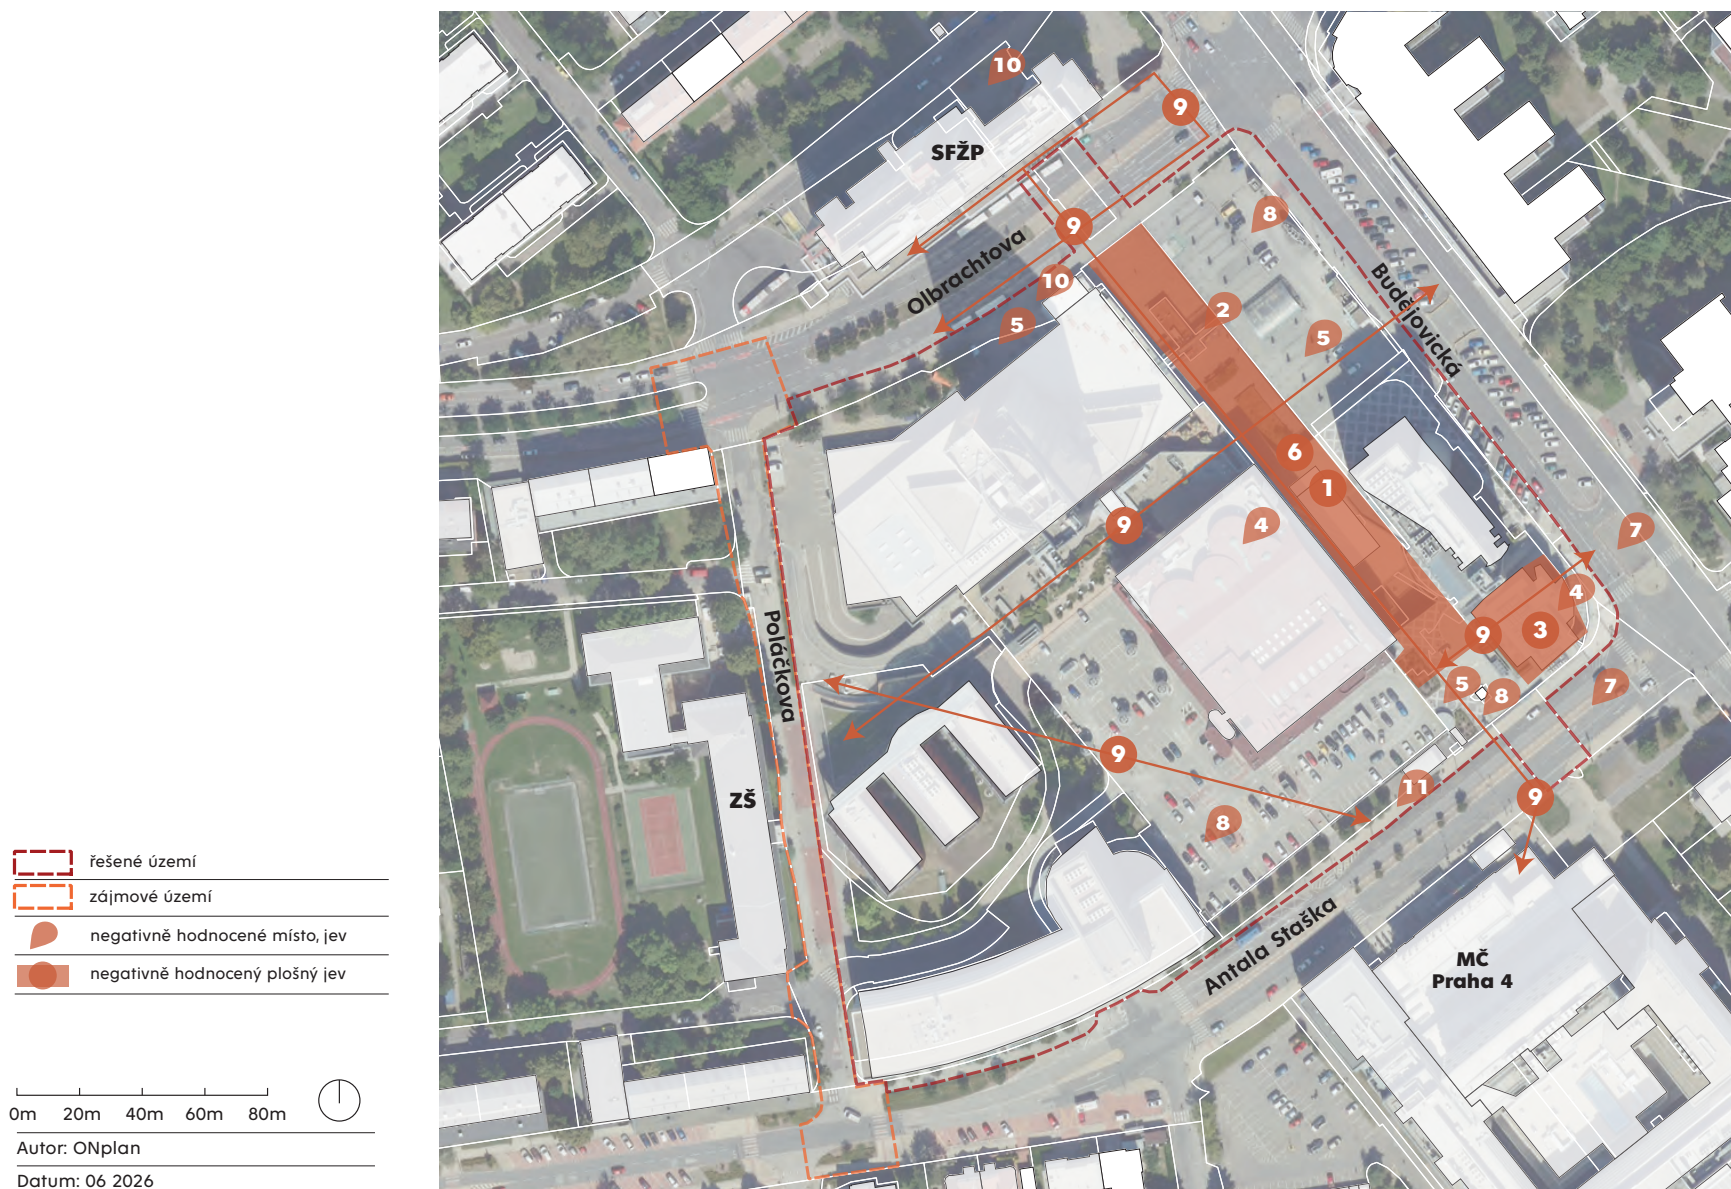 10
9
SFŽP
8
9
Olbrachtova
Budějovická
10
5
2
5
6
1
9
4
7
4
Poláčkova
9
3
5
8
7
9
11
9
ZŠ
8
řešené území
zájmové území
negativně hodnocené místo, jev
negativně hodnocený plošný jev
Antala Staška
MČ
Praha 4
0m 20m 40m 60m 80m
Autor: ONplan
Datum: 06 2026